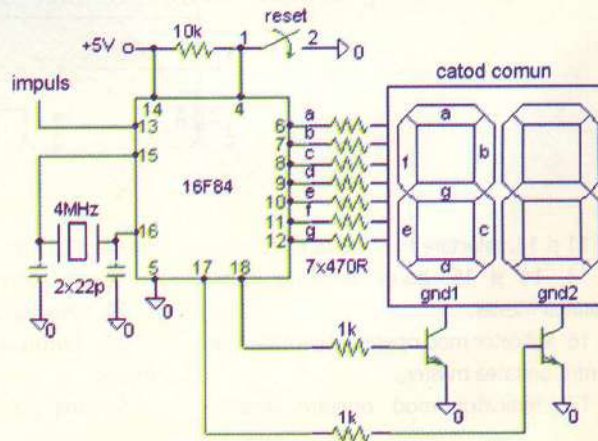 reset
10k
+5V
1
2
0
impuls
catod comun
14
4
13
6
a
7
b
15
8
c
16F84
9
d
10
e
4MHz
16
11
f
12
g
5
17
18
7x470R
2x22p
0
0
0
a
f
b
g
e
c
d
gnd1
gnd2
1k
1k
0
0